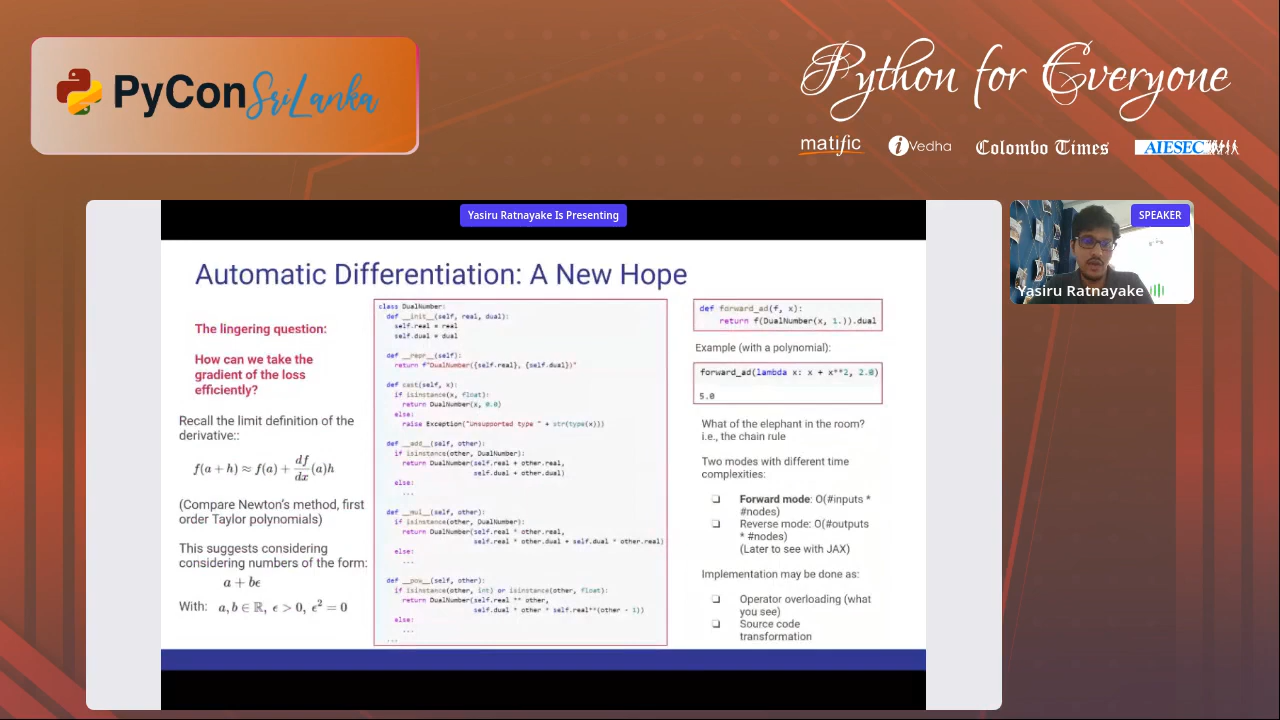 PyCon SriLanka
Python for Everyone
matific
iVedha
Colombo Times
AIESEC
Yasiru Ratnayake Is Presenting
SPEAKER
Yasiru Ratnayake
Automatic Differentiation: A New Hope
The lingering question:
How can we take the
gradient of the loss
efficiently?
Recall the limit definition of the
derivative::
f(a + h) ≈ f(a) + df/dx (a)h
(Compare Newton's method, first
order Taylor polynomials)
This suggests considering
considering numbers of the form:
a + bϵ
With: a, b ∈ ℝ, ϵ > 0, ϵ² = 0
class DualNumber:
def __init__(self, real, dual):
self.real = real
self.dual = dual
def __repr__(self):
return f"DualNumber({self.real}, {self.dual})"
def cast(self, x):
if isinstance(x, float):
return DualNumber(x, 0.0)
else:
raise Exception("Unsupported type " + str(type(x)))
def __add__(self, other):
if isinstance(other, DualNumber):
return DualNumber(self.real + other.real,
self.dual + other.dual)
else:
...
def __mul__(self, other):
if isinstance(other, DualNumber):
return DualNumber(self.real * other.real,
self.real * other.dual + self.dual * other.real)
else:
...
def __pow__(self, other):
if isinstance(other, int) or isinstance(other, float):
return DualNumber(self.real ** other,
self.dual * other * self.real**(other - 1))
else:
...
...
def forward_ad(f, x):
return f(DualNumber(x, 1.)).dual
Example (with a polynomial):
forward_ad(lambda x: x + x**2, 2.0)
5.0
What of the elephant in the room?
i.e., the chain rule
Two modes with different time
complexities:
❑ Forward mode: O(#inputs *
#nodes)
❑ Reverse mode: O(#outputs
* #nodes)
(Later to see with JAX)
Implementation may be done as:
❑ Operator overloading (what
you see)
❑ Source code
transformation